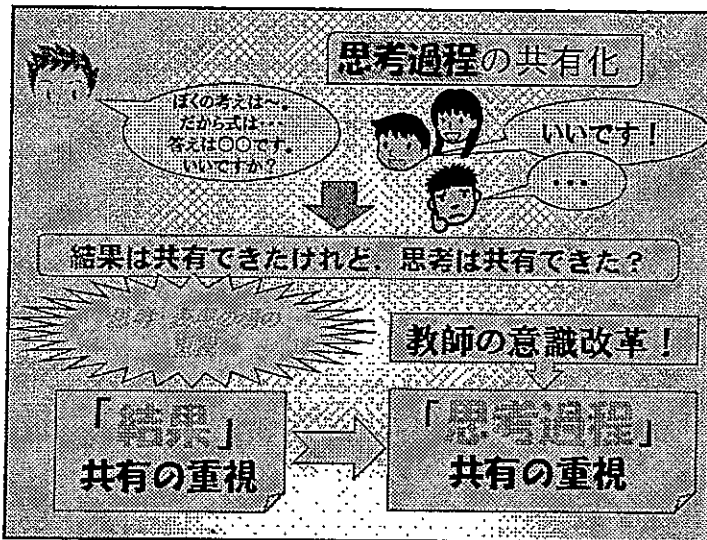 思考過程の共有化
ぼくの考えは～。
だから式は・・・
答えは〇〇です。
いいですか？
いいです！
・・・
結果は共有できたけれど、思考は共有できた？
教師の意識改革！
「結果」
共有の重視
「思考過程」
共有の重視